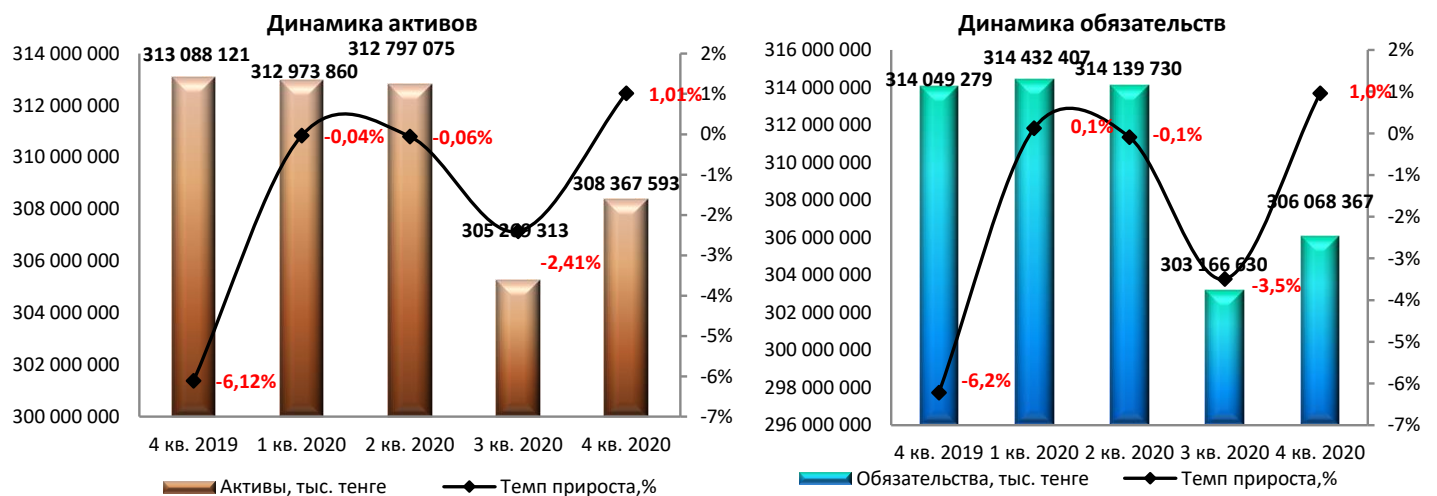 Динамика активов
314 000 000
312 000 000
310 000 000
308 000 000
306 000 000
304 000 000
302 000 000
300 000 000
313 088 121
312 973 860
312 797 075
305 269 313
308 367 593
-6,12%
-0,04%
-0,06%
-2,41%
1,01%
2%
1%
0%
-1%
-2%
-3%
-4%
-5%
-6%
-7%
4 кв. 2019 1 кв. 2020 2 кв. 2020 3 кв. 2020 4 кв. 2020
Активы, тыс. тенге Темп прироста,%
Динамика обязательств
316 000 000
314 000 000
312 000 000
310 000 000
308 000 000
306 000 000
304 000 000
302 000 000
300 000 000
298 000 000
296 000 000
314 049 279
314 432 407
314 139 730
303 166 630
306 068 367
-6,2%
0,1%
-0,1%
-3,5%
1,0%
2%
1%
0%
-1%
-2%
-3%
-4%
-5%
-6%
-7%
4 кв. 2019 1 кв. 2020 2 кв. 2020 3 кв. 2020 4 кв. 2020
Обязательства, тыс. тенге Темп прироста,%